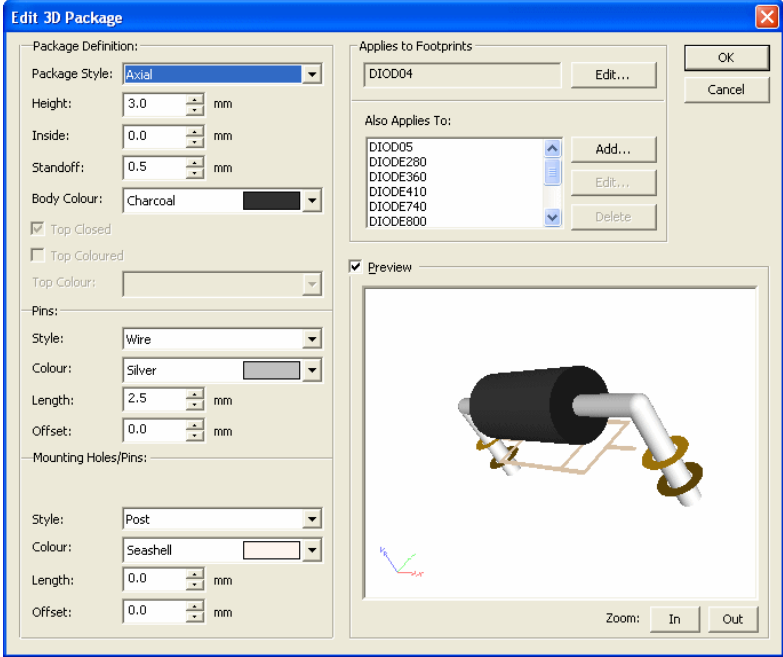 Edit 3D Package
Package Definition:
Package Style: Axial
Height: 3.0 mm
Inside: 0.0 mm
Standoff: 0.5 mm
Body Colour: Charcoal
Top Closed
Top Coloured
Top Colour:
Pins:
Style: Wire
Colour: Silver
Length: 2.5 mm
Offset: 0.0 mm
Mounting Holes/Pins:
Style: Post
Colour: Seashell
Length: 0.0 mm
Offset: 0.0 mm
Applies to Footprints
DIOD04 Edit...
Also Applies To:
DIOD05
DIODE280
DIODE360
DIODE410
DIODE740
DIODE800
Add...
Edit...
Delete
OK
Cancel
Preview
Zoom: In Out